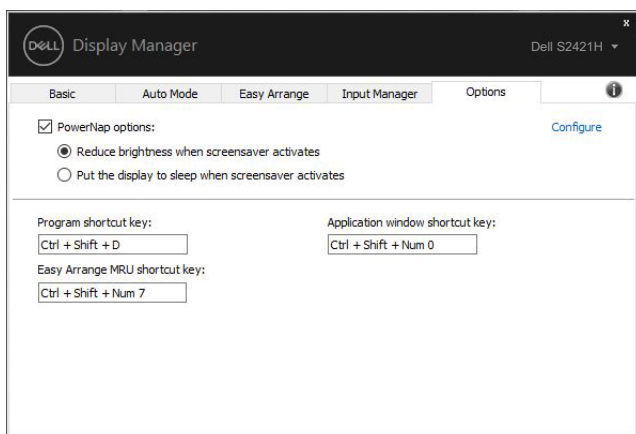 x
DELL Display Manager
Dell S2421H
Basic
Auto Mode
Easy Arrange
Input Manager
Options
i
PowerNap options:
Configure
Reduce brightness when screensaver activates
Put the display to sleep when screensaver activates
Program shortcut key:
Application window shortcut key:
Ctrl + Shift + D
Ctrl + Shift + Num 0
Easy Arrange MRU shortcut key:
Ctrl + Shift + Num 7